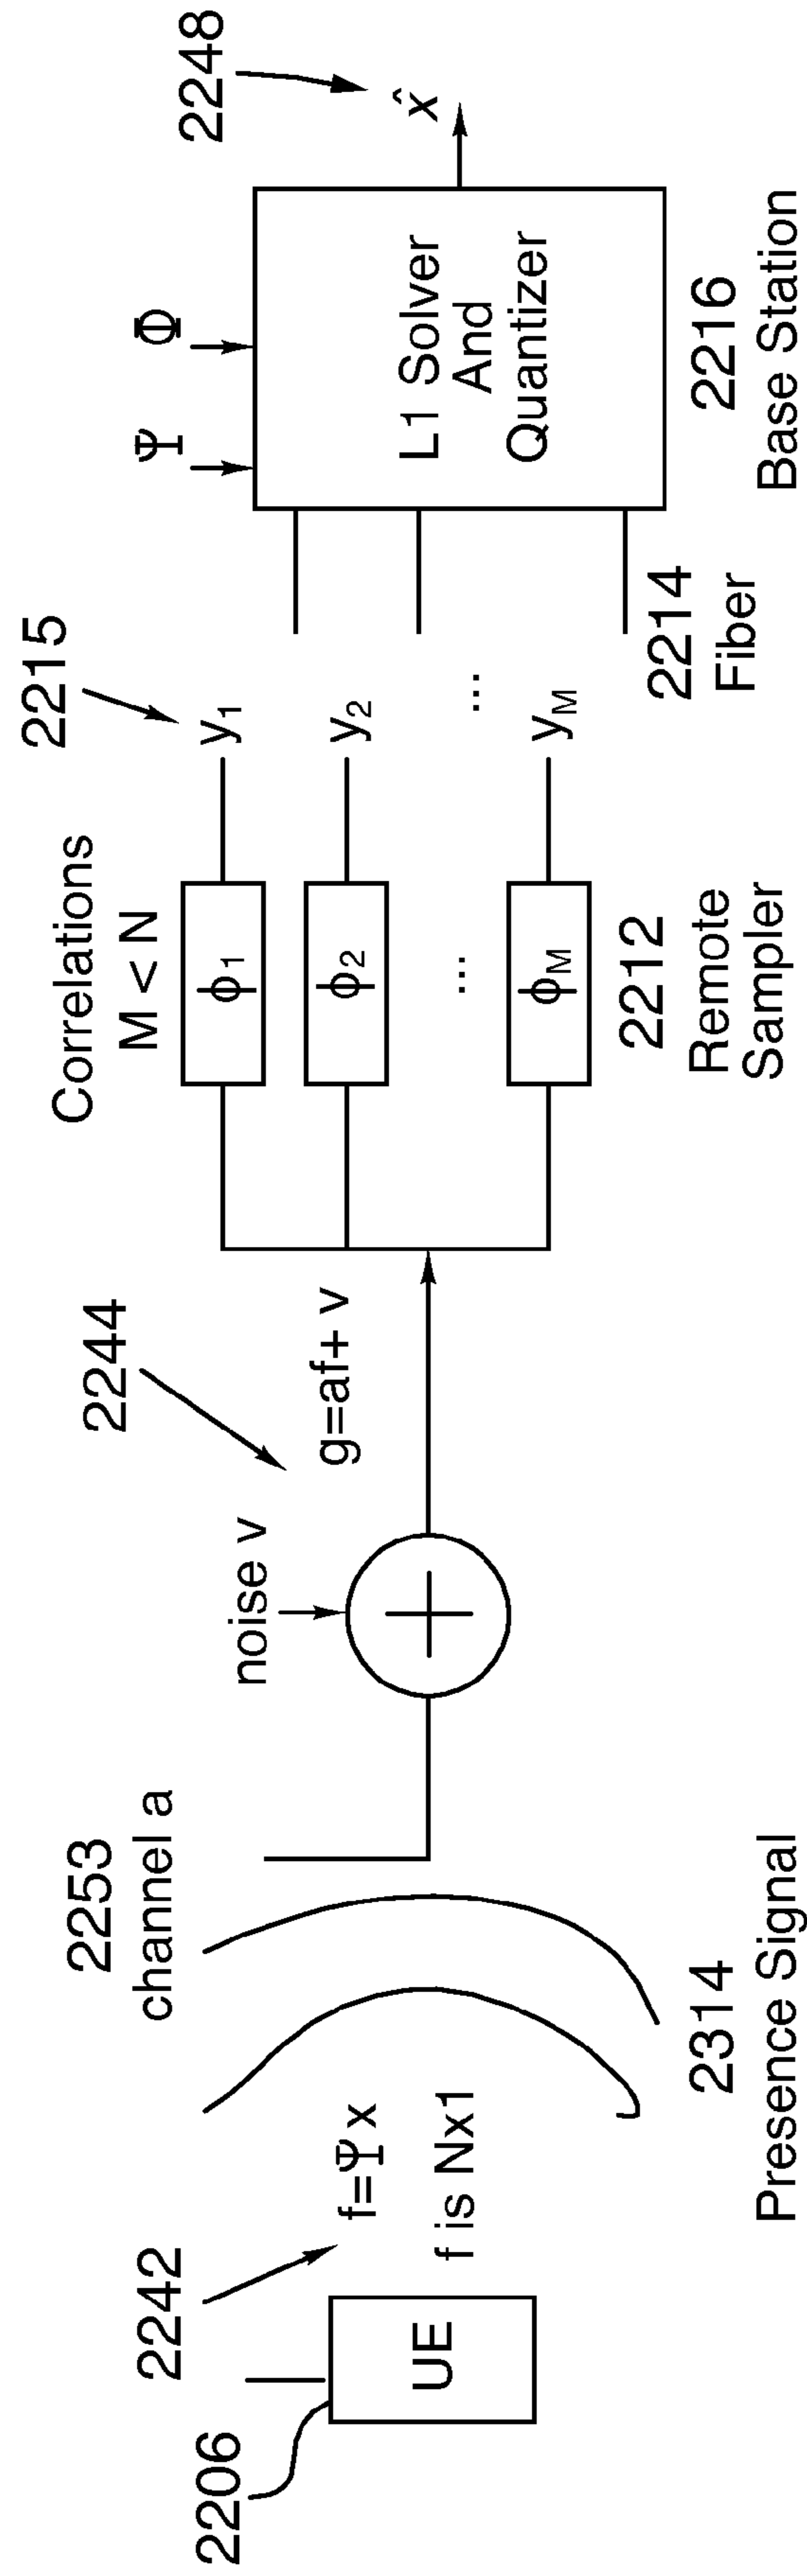 2206
UE
2242
f=Ψx
f is Nx1
2314
Presence Signal
2253
channel a
noise v
2244
g=af+ v
Correlations
M < N
ϕ1
ϕ2
...
ϕM
2212
Remote
Sampler
2215
y1
y2
...
yM
2214
Fiber
Ψ
Φ
L1 Solver
And
Quantizer
2216
Base Station
x̂
2248